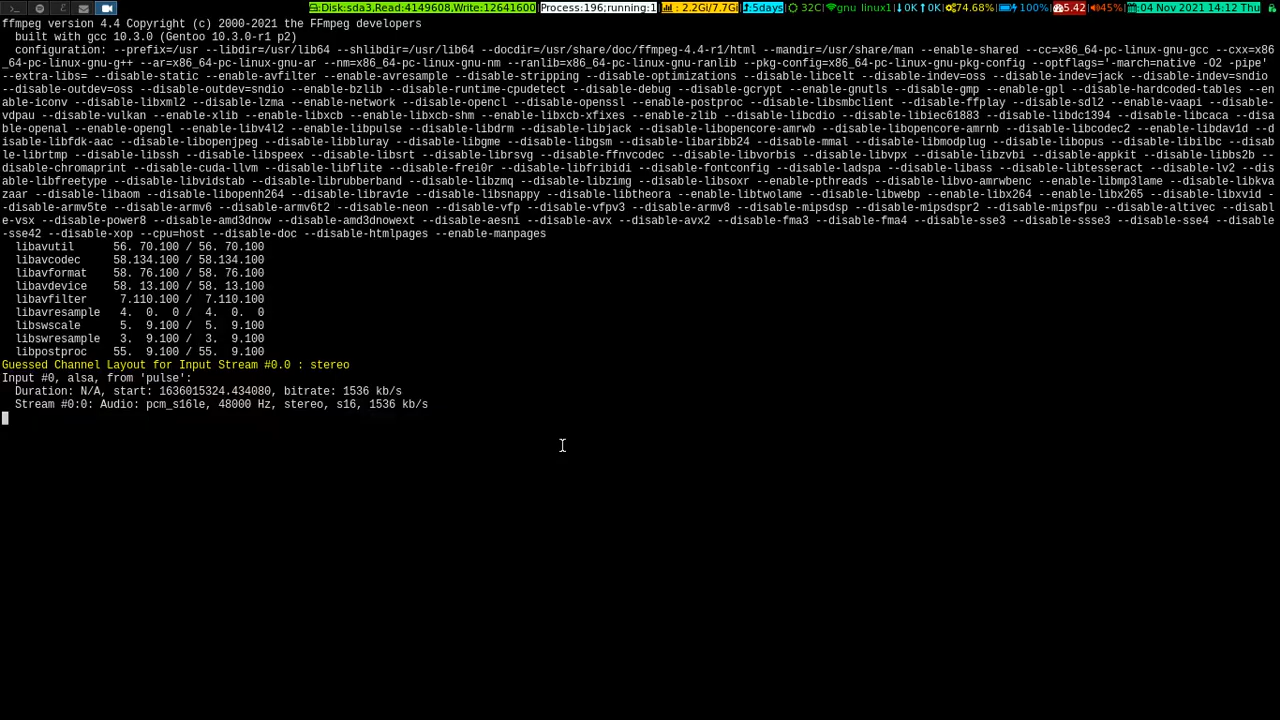 Disk:sda3,Read:4149608,Write:12641600 Process:196;running:1 : 2.2Gi/7.7Gi :5days 32C gnu linux1 0K 0K 74.68% 100% 5.42 45% :04 Nov 2021 14:12 Thu
ffmpeg version 4.4 Copyright (c) 2000-2021 the FFmpeg developers
built with gcc 10.3.0 (Gentoo 10.3.0-r1 p2)
configuration: --prefix=/usr --libdir=/usr/lib64 --shlibdir=/usr/lib64 --docdir=/usr/share/doc/ffmpeg-4.4-r1/html --mandir=/usr/share/man --enable-shared --cc=x86_64-pc-linux-gnu-gcc --cxx=x86
_64-pc-linux-gnu-g++ --ar=x86_64-pc-linux-gnu-ar --nm=x86_64-pc-linux-gnu-nm --ranlib=x86_64-pc-linux-gnu-ranlib --pkg-config=x86_64-pc-linux-gnu-pkg-config --optflags='-march=native -O2 -pipe'
--extra-libs= --disable-static --enable-avfilter --enable-avresample --disable-stripping --disable-optimizations --disable-libcelt --disable-indev=oss --disable-indev=jack --disable-indev=sndio
--disable-outdev=oss --disable-outdev=sndio --enable-bzlib --disable-runtime-cpudetect --disable-debug --disable-gcrypt --enable-gnutls --disable-gmp --enable-gpl --disable-hardcoded-tables --en
able-iconv --disable-libxml2 --disable-lzma --enable-network --disable-opencl --disable-openssl --enable-postproc --disable-libsmbclient --disable-ffplay --disable-sdl2 --enable-vaapi --disable-
vdpau --disable-vulkan --enable-xlib --enable-libxcb --enable-libxcb-shm --enable-libxcb-xfixes --enable-zlib --disable-libcdio --disable-libiec61883 --disable-libdc1394 --disable-libcaca --disa
ble-openal --enable-opengl --enable-libv4l2 --enable-libpulse --disable-libdrm --disable-libjack --disable-libopencore-amrwb --disable-libopencore-amrnb --disable-libcodec2 --enable-libdav1d --d
isable-libfdk-aac --disable-libopenjpeg --disable-libbluray --disable-libgme --disable-libgsm --disable-libaribb24 --disable-mmal --disable-libmodplug --disable-libopus --disable-libilbc --disab
le-librtmp --disable-libssh --disable-libspeex --disable-libsrt --disable-librsvg --disable-ffnvcodec --disable-libvorbis --disable-libvpx --disable-libzvbi --disable-appkit --disable-libbs2b --
disable-chromaprint --disable-cuda-llvm --disable-libflite --disable-frei0r --disable-libfribidi --disable-fontconfig --disable-ladspa --disable-libass --disable-libtesseract --disable-lv2 --dis
able-libfreetype --disable-libvidstab --disable-librubberband --disable-libzmq --disable-libzimg --disable-libsoxr --enable-pthreads --disable-libvo-amrwbenc --enable-libmp3lame --disable-libkva
zaar --disable-libaom --disable-libopenh264 --disable-librav1e --disable-libsnappy --disable-libtheora --enable-libtwolame --disable-libwebp --enable-libx264 --enable-libx265 --disable-libxvid -
-disable-armv5te --disable-armv6 --disable-armv6t2 --disable-neon --disable-vfp --disable-vfpv3 --disable-armv8 --disable-mipsdsp --disable-mipsdspr2 --disable-mipsfpu --disable-altivec --disabl
e-vsx --disable-power8 --disable-amd3dnow --disable-amd3dnowext --disable-aesni --disable-avx --disable-avx2 --disable-fma3 --disable-fma4 --disable-sse3 --disable-ssse3 --disable-sse4 --disable
-sse42 --disable-xop --cpu=host --disable-doc --disable-htmlpages --enable-manpages
libavutil 56. 70.100 / 56. 70.100
libavcodec 58.134.100 / 58.134.100
libavformat 58. 76.100 / 58. 76.100
libavdevice 58. 13.100 / 58. 13.100
libavfilter 7.110.100 / 7.110.100
libavresample 4. 0. 0 / 4. 0. 0
libswscale 5. 9.100 / 5. 9.100
libswresample 3. 9.100 / 3. 9.100
libpostproc 55. 9.100 / 55. 9.100
Guessed Channel Layout for Input Stream #0.0 : stereo
Input #0, alsa, from 'pulse':
Duration: N/A, start: 1636015324.434080, bitrate: 1536 kb/s
Stream #0:0: Audio: pcm_s16le, 48000 Hz, stereo, s16, 1536 kb/s